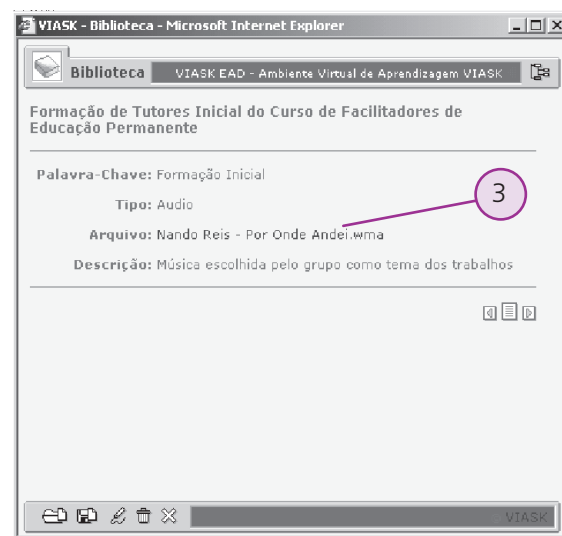 VIASK - Biblioteca - Microsoft Internet Explorer
Biblioteca VIASK EAD - Ambiente Virtual de Aprendizagem VIASK
Formação de Tutores Inicial do Curso de Facilitadores de
Educação Permanente
Palavra-Chave: Formação Inicial
3
Tipo: Audio
Arquivo: Nando Reis - Por Onde Andei.wma
Descrição: Música escolhida pelo grupo como tema dos trabalhos
VIASK